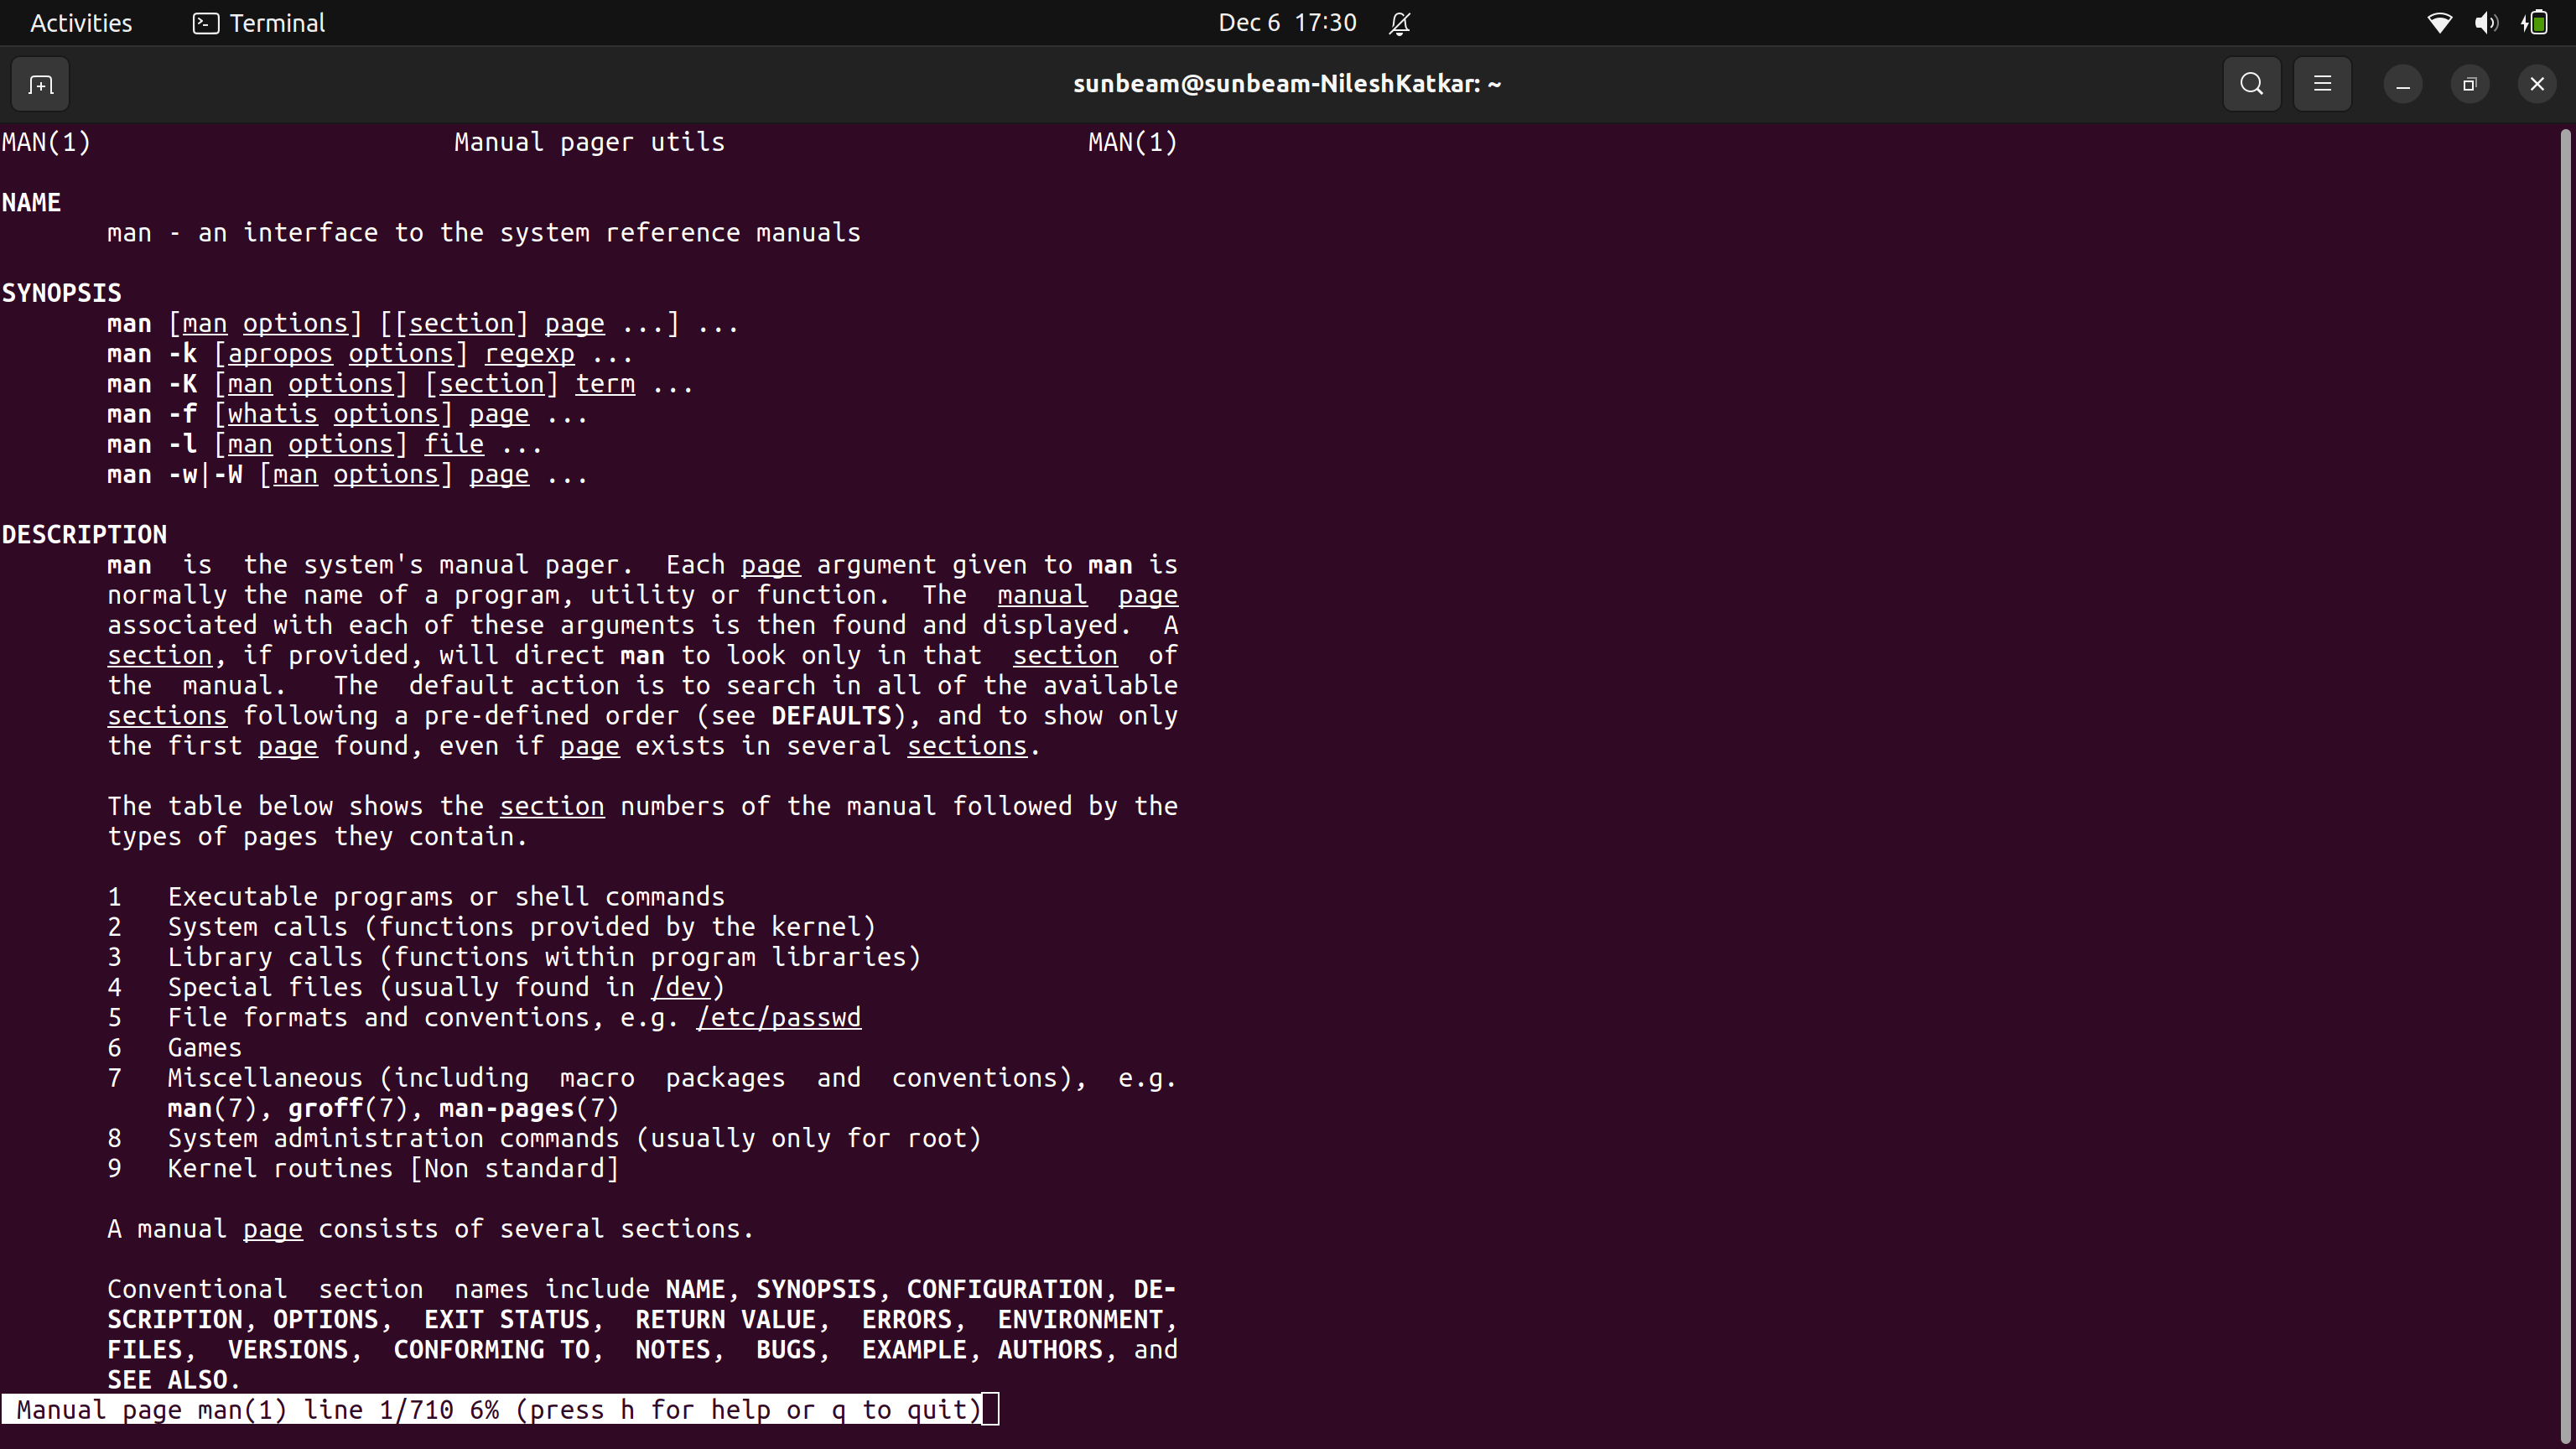 Activities Terminal Dec 6 17:30
sunbeam@sunbeam-NileshKatkar: ~
MAN(1) Manual pager utils MAN(1)
NAME
man - an interface to the system reference manuals
SYNOPSIS
man [man options] [[section] page ...] ...
man -k [apropos options] regexp ...
man -K [man options] [section] term ...
man -f [whatis options] page ...
man -l [man options] file ...
man -w|-W [man options] page ...
DESCRIPTION
man is the system's manual pager. Each page argument given to man is
normally the name of a program, utility or function. The manual page
associated with each of these arguments is then found and displayed. A
section, if provided, will direct man to look only in that section of
the manual. The default action is to search in all of the available
sections following a pre-defined order (see DEFAULTS), and to show only
the first page found, even if page exists in several sections.
The table below shows the section numbers of the manual followed by the
types of pages they contain.
1 Executable programs or shell commands
2 System calls (functions provided by the kernel)
3 Library calls (functions within program libraries)
4 Special files (usually found in /dev)
5 File formats and conventions, e.g. /etc/passwd
6 Games
7 Miscellaneous (including macro packages and conventions), e.g.
man(7), groff(7), man-pages(7)
8 System administration commands (usually only for root)
9 Kernel routines [Non standard]
A manual page consists of several sections.
Conventional section names include NAME, SYNOPSIS, CONFIGURATION, DE-
SCRIPTION, OPTIONS, EXIT STATUS, RETURN VALUE, ERRORS, ENVIRONMENT,
FILES, VERSIONS, CONFORMING TO, NOTES, BUGS, EXAMPLE, AUTHORS, and
SEE ALSO.
Manual page man(1) line 1/710 6% (press h for help or q to quit)